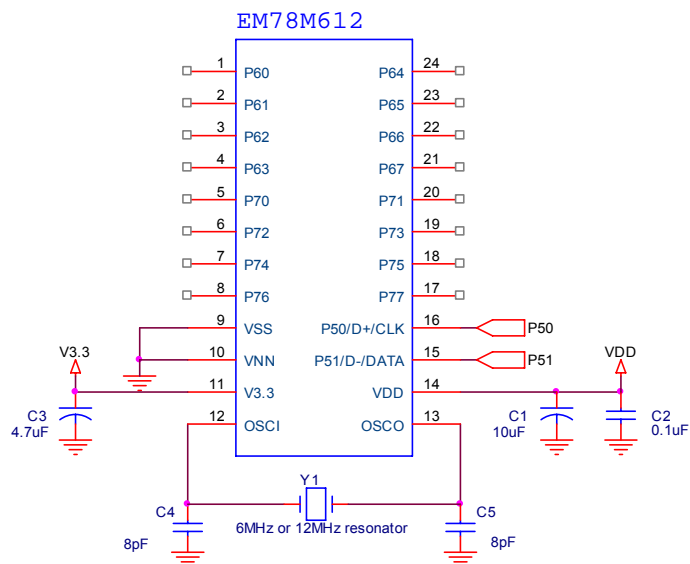 EM78M612
1 P60 P64 24
2 P61 P65 23
3 P62 P66 22
4 P63 P67 21
5 P70 P71 20
6 P72 P73 19
7 P74 P75 18
8 P76 P77 17
9 VSS P50/D+/CLK 16 P50
10 VNN P51/D-/DATA 15 P51
V3.3 VDD
11 V3.3 VDD 14
C3 C1 C2
4.7uF 10uF 0.1uF
12 OSCI OSCO 13
Y1
C4 C5
6MHz or 12MHz resonator
8pF 8pF